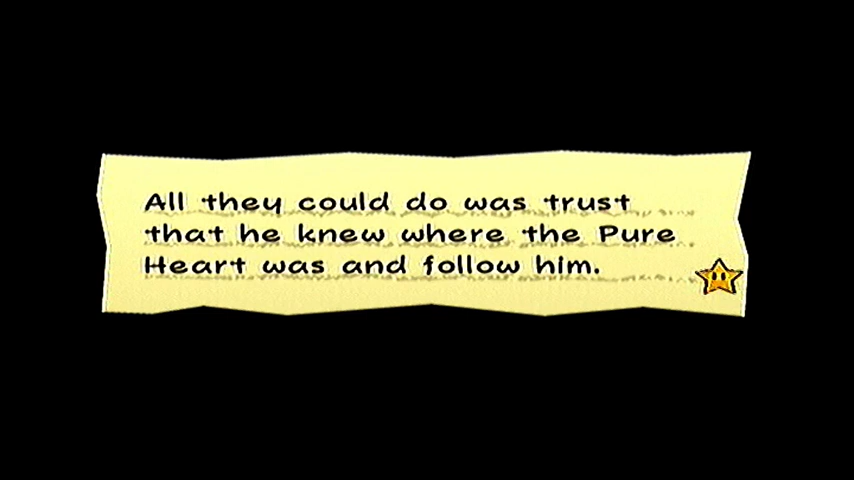 All they could do was trust
that he knew where the Pure
Heart was and follow him.